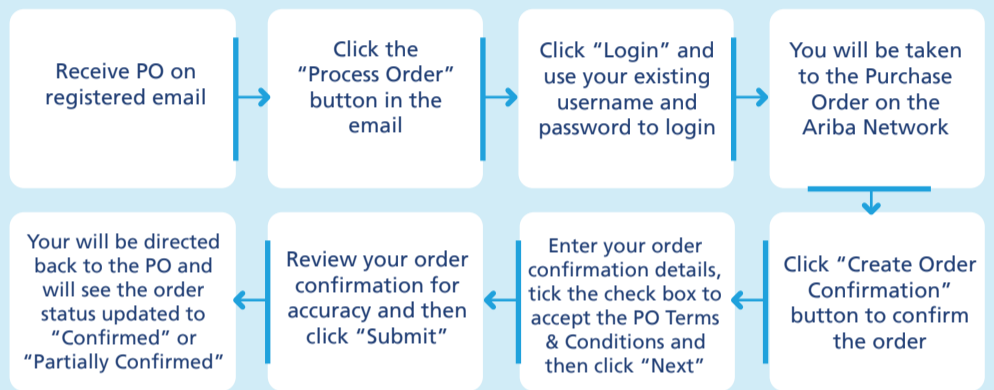 Receive PO on
registered email
Click the
“Process Order”
button in the
email
Click “Login” and
use your existing
username and
password to login
You will be taken
to the Purchase
Order on the
Ariba Network
Click “Create Order
Confirmation”
button to confirm
the order
Enter your order
confirmation details,
tick the check box to
accept the PO Terms
& Conditions and
then click “Next”
Review your order
confirmation for
accuracy and then
click “Submit”
Your will be directed
back to the PO and
will see the order
status updated to
“Confirmed” or
“Partially Confirmed”